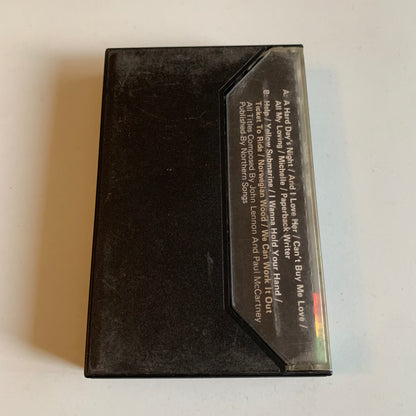 A: A Hard Day's Night / And I Love Her / Can't Buy Me Love /
All My Loving / Michelle / Paperback Writer
B: Help / Yellow Submarine / I Wanna Hold Your Hand /
Ticket To Ride / Norwegian Wood / We Can Work It Out
All Titles Composed By John Lennon And Paul McCartney
Published By Northern Songs